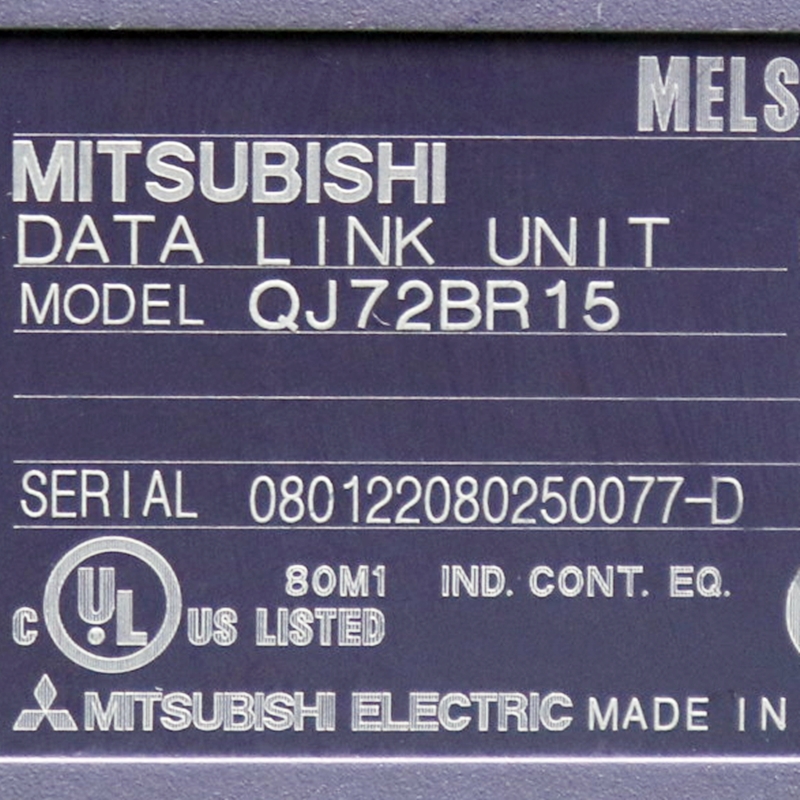 MELS
MITSUBISHI
DATA LINK UNIT
MODEL QJ72BR15
SERIAL 080122080250077-D
80M1 IND. CONT. EQ.
C UL US LISTED
MITSUBISHI ELECTRIC MADE IN